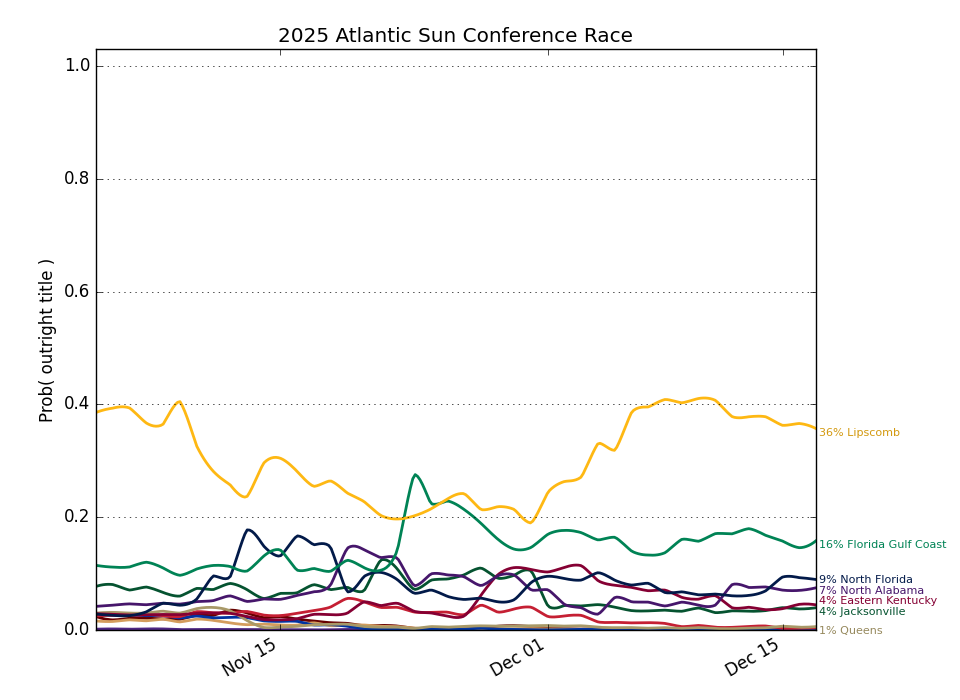 2025 Atlantic Sun Conference Race
Prob( outright title )
1.0
0.8
0.6
0.4
0.2
0.0
Nov 15
Dec 01
Dec 15
36% Lipscomb
16% Florida Gulf Coast
9% North Florida
7% North Alabama
4% Eastern Kentucky
4% Jacksonville
1% Queens